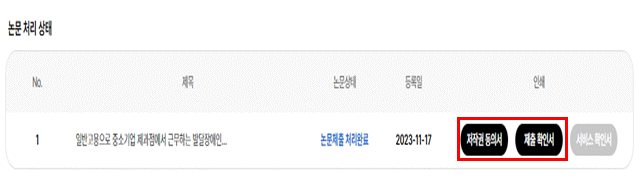 논문 처리 상태
No. 제목 논문상태 등록일 인쇄
1 일반고용으로 중소기업 제과점에서 근무하는 발달장애인... 논문제출 처리완료 2023-11-17 저작권 동의서 제출 확인서 서비스 확인서